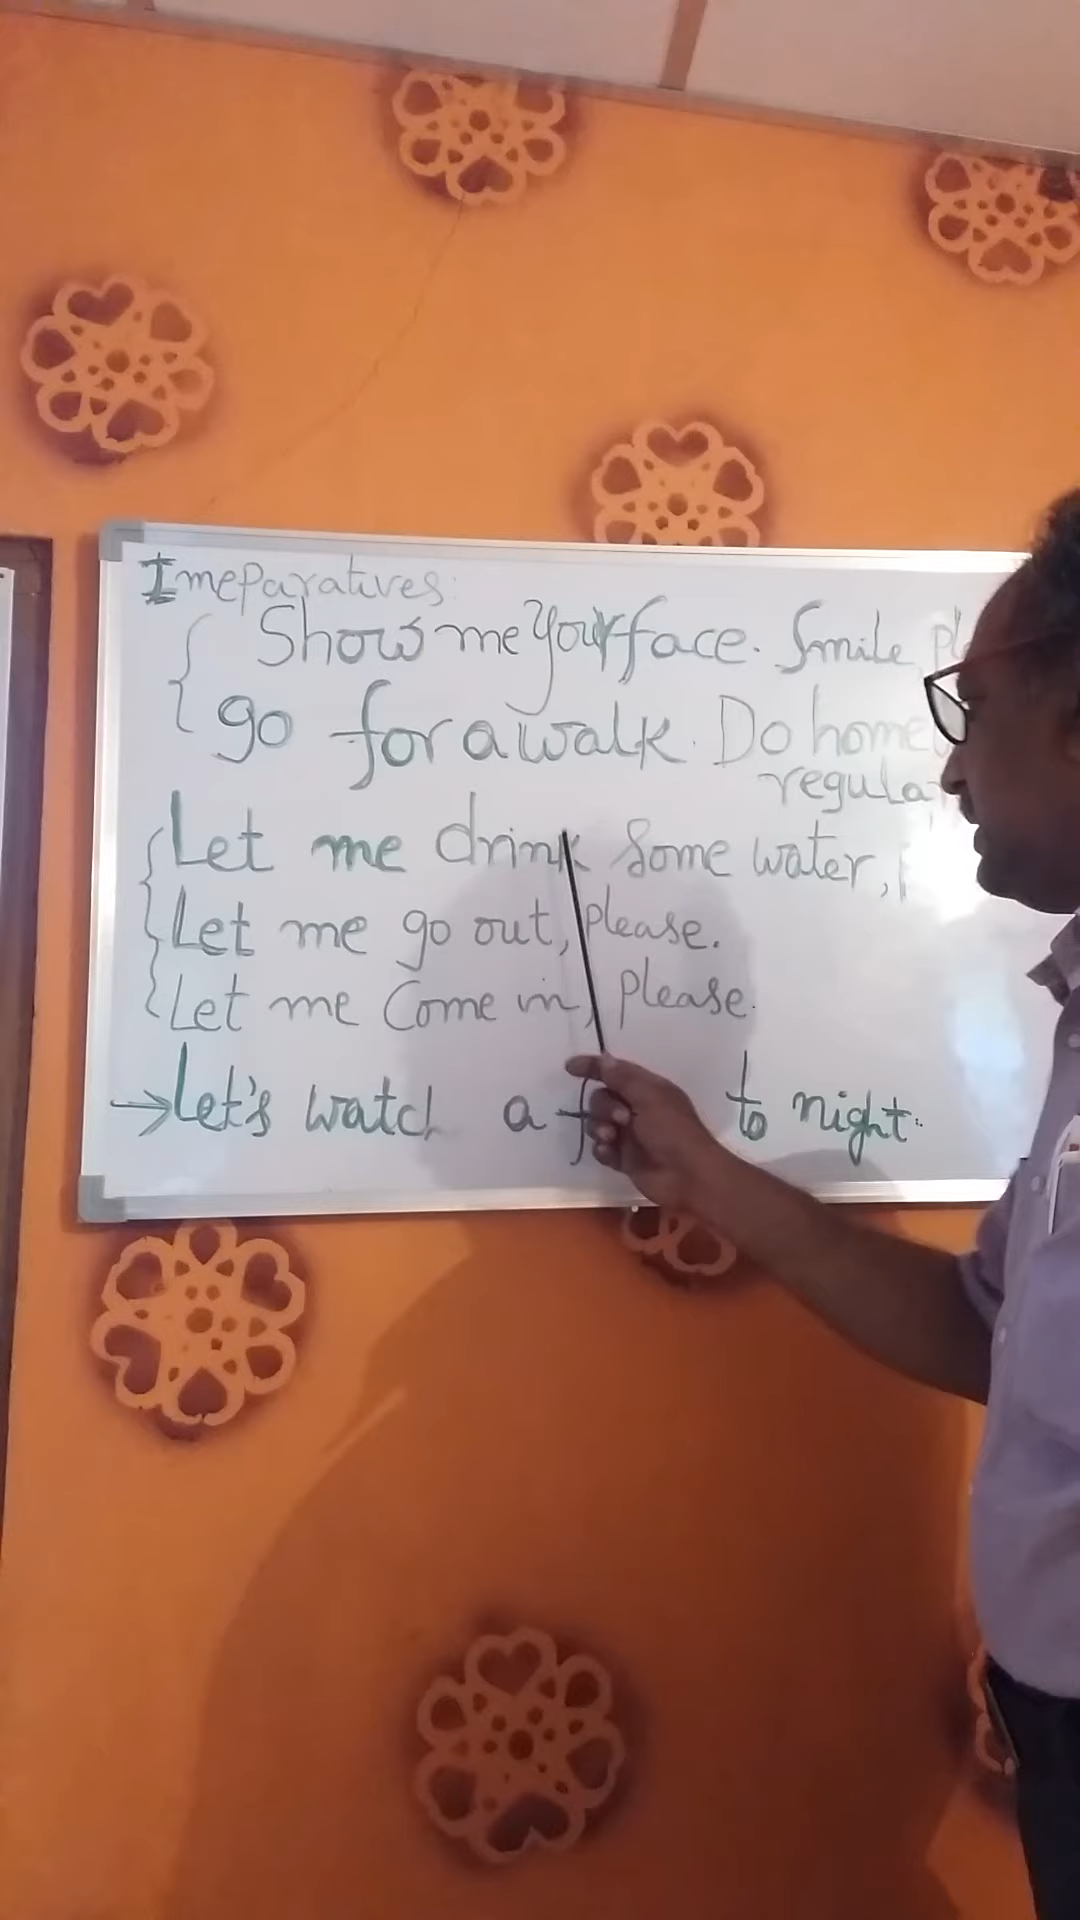 Imeparatives:
Show me your face. Smile,
go for a walk. Do home
regula
Let me drink Some water,
Let me go out, please.
Let me Come in, please.
→Let's watch a to night.